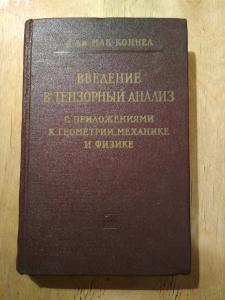 А. Дж. МАК-КОННЕЛ
ВВЕДЕНИЕ
В ТЕНЗОРНЫЙ АНАЛИЗ
С ПРИЛОЖЕНИЯМИ
К ГЕОМЕТРИИ, МЕХАНИКЕ
И ФИЗИКЕ